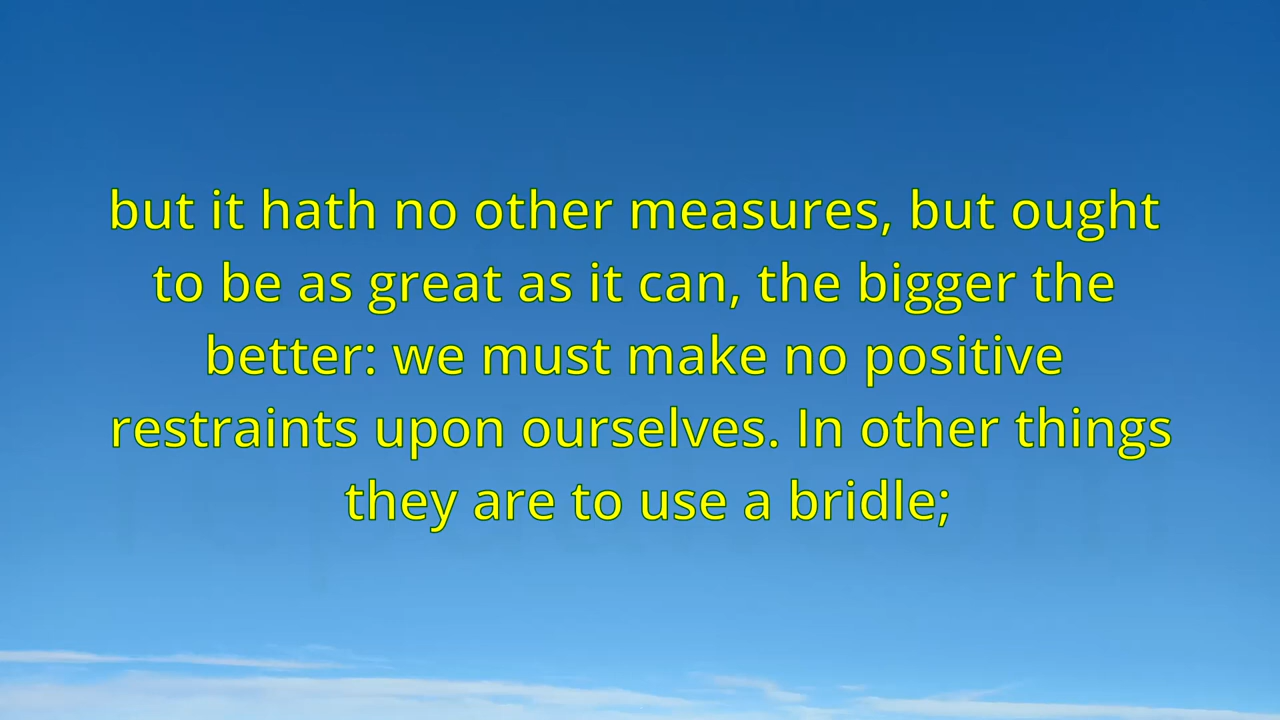 but it hath no other measures, but ought
to be as great as it can, the bigger the
better: we must make no positive
restraints upon ourselves. In other things
they are to use a bridle;